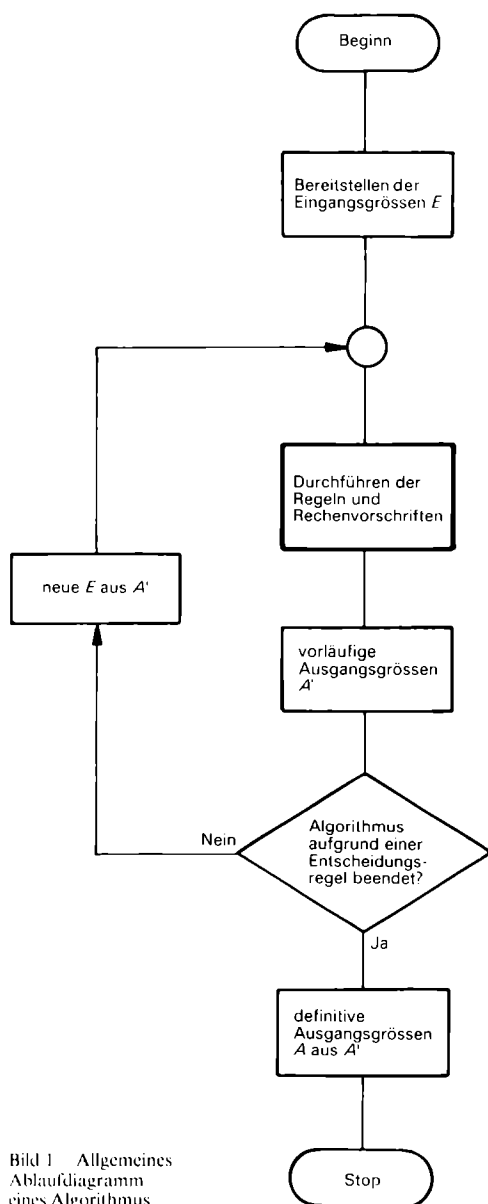 Beginn
Bereitstellen der
Eingangsgrössen E
Durchführen der
Regeln und
Rechenvorschriften
neue E aus A'
vorläufige
Ausgangsgrössen
A'
Nein
Algorithmus
aufgrund einer
Entscheidungs-
regel beendet?
Ja
definitive
Ausgangsgrössen
A aus A'
Bild 1 Allgemeines
Ablaufdiagramm
eines Algorithmus
Stop